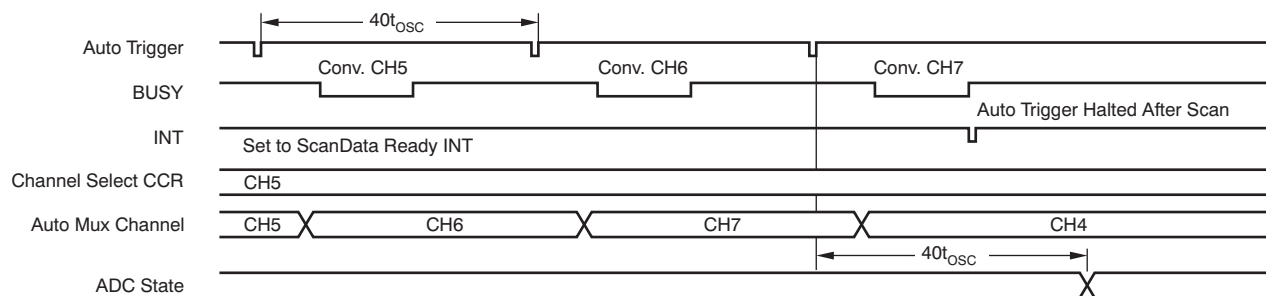 40tOSC
Auto Trigger
Conv. CH5 Conv. CH6 Conv. CH7
BUSY
Auto Trigger Halted After Scan
INT
Set to ScanData Ready INT
Channel Select CCR CH5
Auto Mux Channel CH5 CH6 CH7 CH4
40tOSC
ADC State